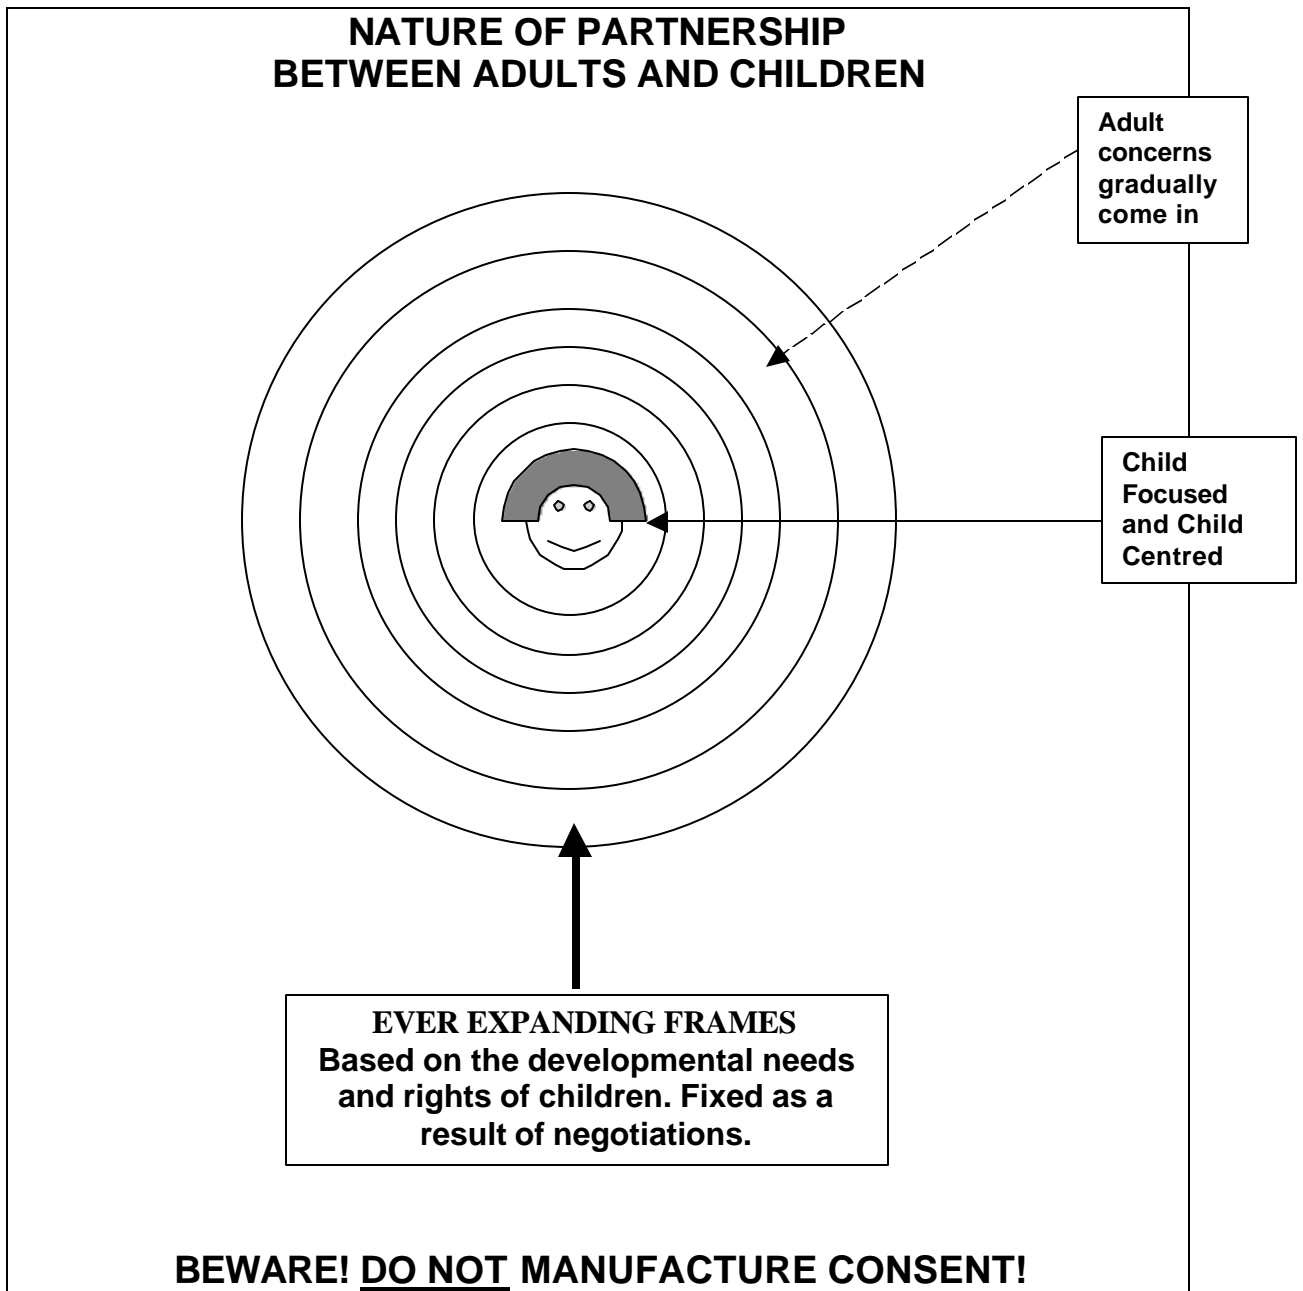 NATURE OF PARTNERSHIP
BETWEEN ADULTS AND CHILDREN
Adult
concerns
gradually
come in
Child
Focused
and Child
Centred
EVER EXPANDING FRAMES
Based on the developmental needs
and rights of children. Fixed as a
result of negotiations.
BEWARE! DO NOT MANUFACTURE CONSENT!